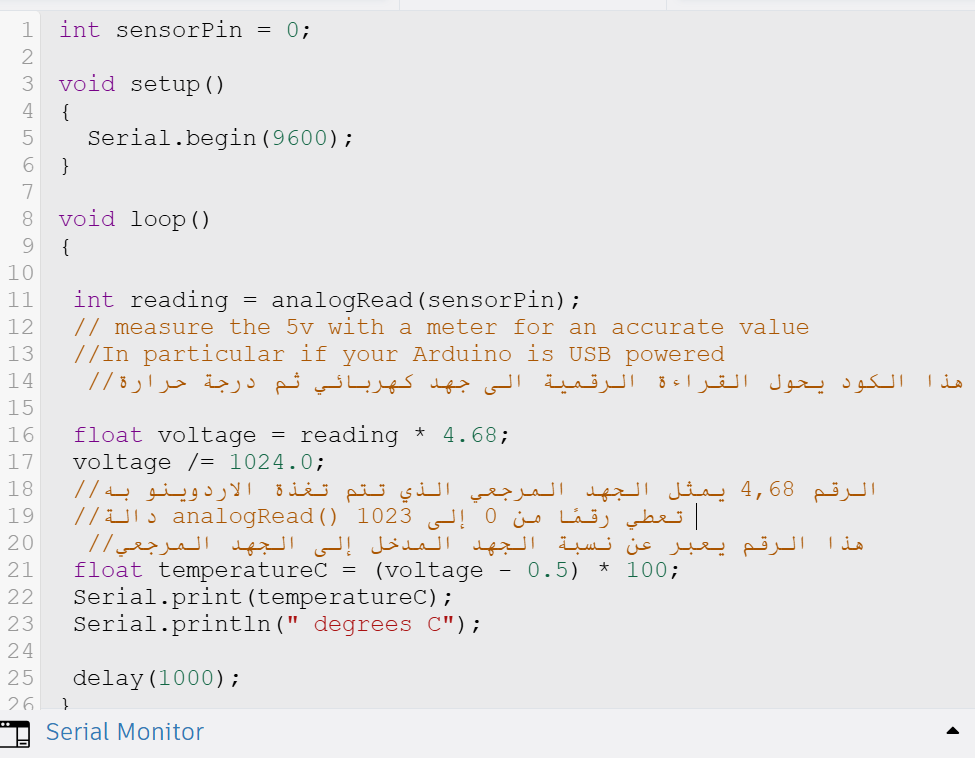 1 int sensorPin = 0;
2
3 void setup()
4 {
5 Serial.begin(9600);
6 }
7
8 void loop()
9 {
10
11 int reading = analogRead(sensorPin);
12 // measure the 5v with a meter for an accurate value
13 //In particular if your Arduino is USB powered
14 //هذا الكود يحول القراءة الرقمية الى جهد كهربائي ثم درجة حرارة
15
16 float voltage = reading * 4.68;
17 voltage /= 1024.0;
18 //الرقم 4,68 يمثل الجهد المرجعي الذي تتم تغذة الاردوينو به
19 //دالة analogRead() تعطي رقمًا من 0 إلى 1023
20 //هذا الرقم يعبر عن نسبة الجهد المدخل إلى الجهد المرجعي
21 float temperatureC = (voltage - 0.5) * 100;
22 Serial.print(temperatureC);
23 Serial.println(" degrees C");
24
25 delay(1000);
26 }
Serial Monitor